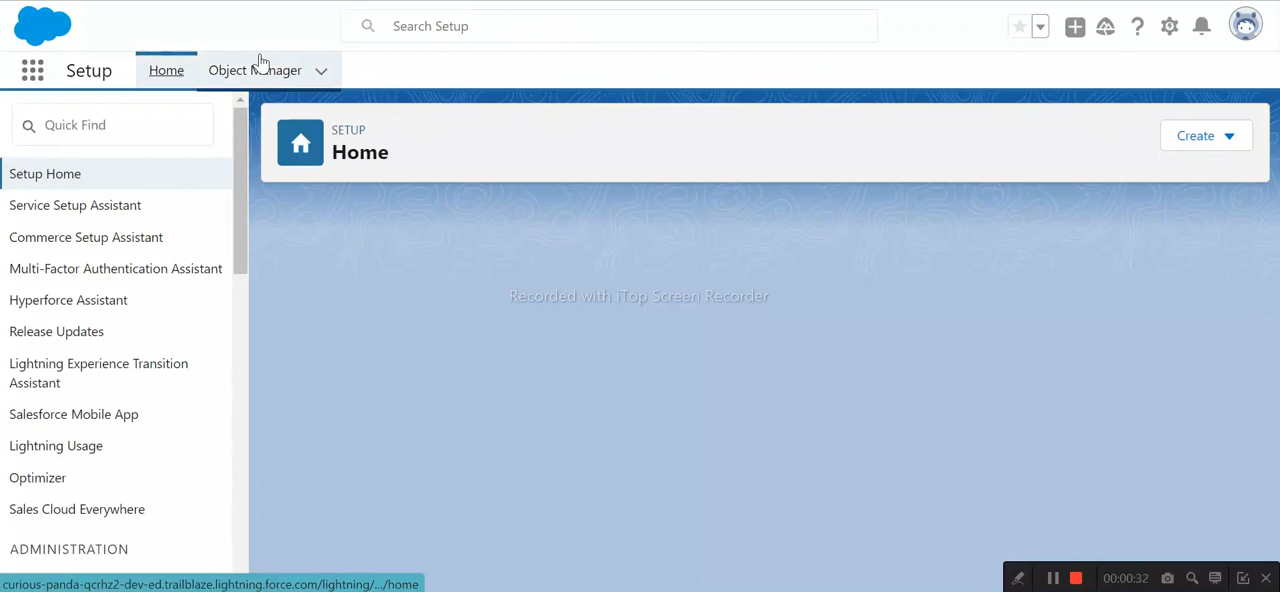 Search Setup
Setup
Home
Object Manager
Quick Find
SETUP
Home
Create
Setup Home
Service Setup Assistant
Commerce Setup Assistant
Multi-Factor Authentication Assistant
Hyperforce Assistant
Recorded with iTop Screen Recorder
Release Updates
Lightning Experience Transition
Assistant
Salesforce Mobile App
Lightning Usage
Optimizer
Sales Cloud Everywhere
ADMINISTRATION
curious-panda-qcrhz2-dev-ed.trailblaze.lightning.force.com/lightning/.../home
00:00:32